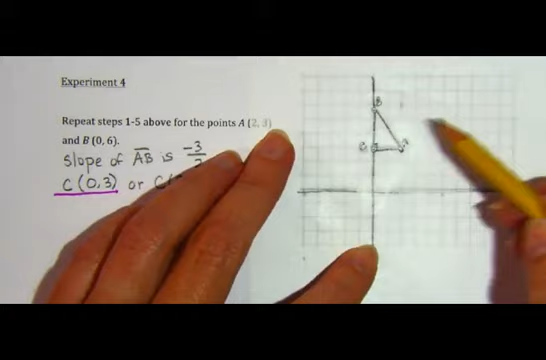 Experiment 4
Repeat steps 1-5 above for the points A (2, 3)
and B (0, 6).
slope of AB is -3
C (0,3) or C(
B